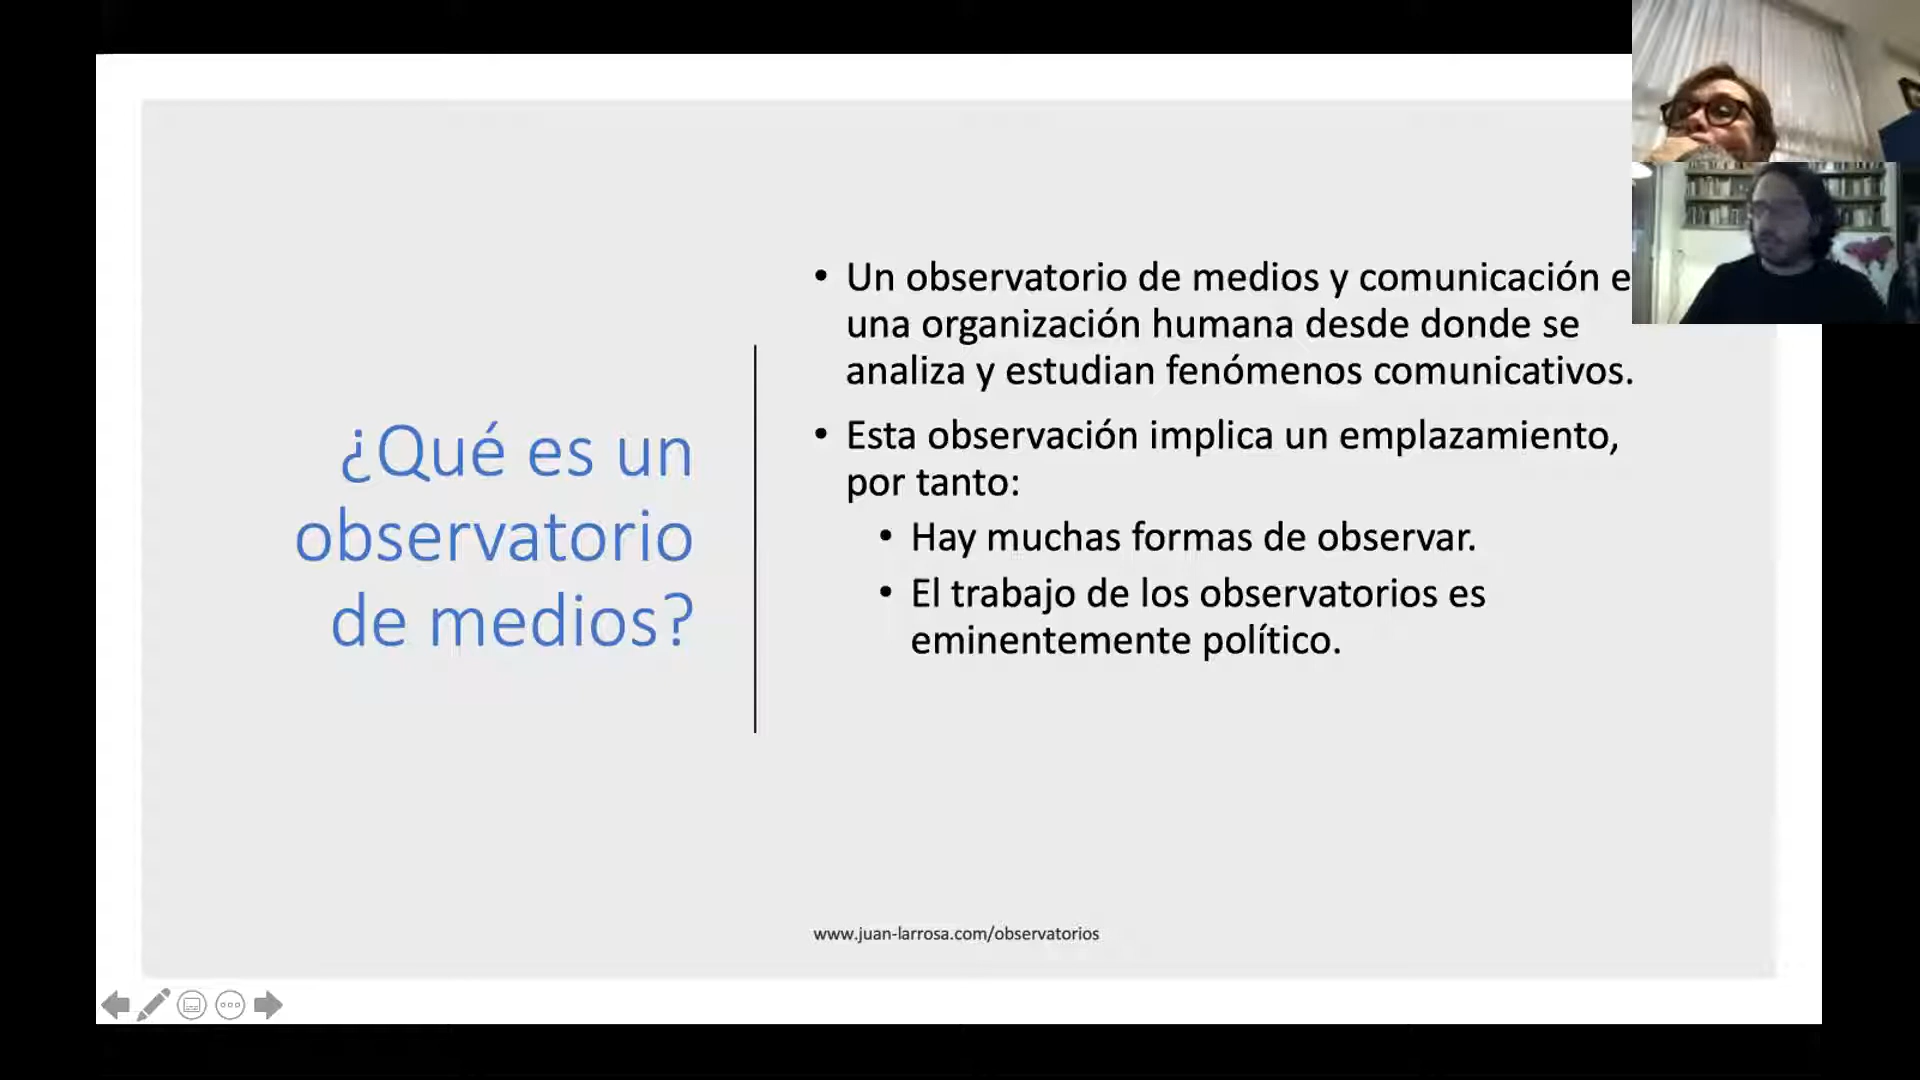 ¿Qué es un
observatorio
de medios?
• Un observatorio de medios y comunicación
una organización humana desde donde se
analiza y estudian fenómenos comunicativos.
• Esta observación implica un emplazamiento,
por tanto:
• Hay muchas formas de observar.
• El trabajo de los observatorios es
eminentemente político.
www.juan-larrosa.com/observatorios